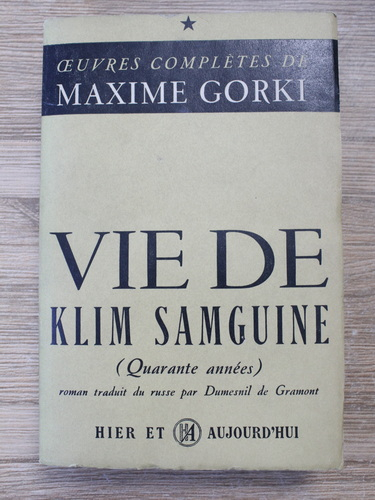 ŒUVRES COMPLÈTES DE
MAXIME GORKI
VIE DE
KLIM SAMGUINE
(Quarante années)
roman traduit du russe par Dumesnil de Gramont
HIER ET HA AUJOURD'HUI